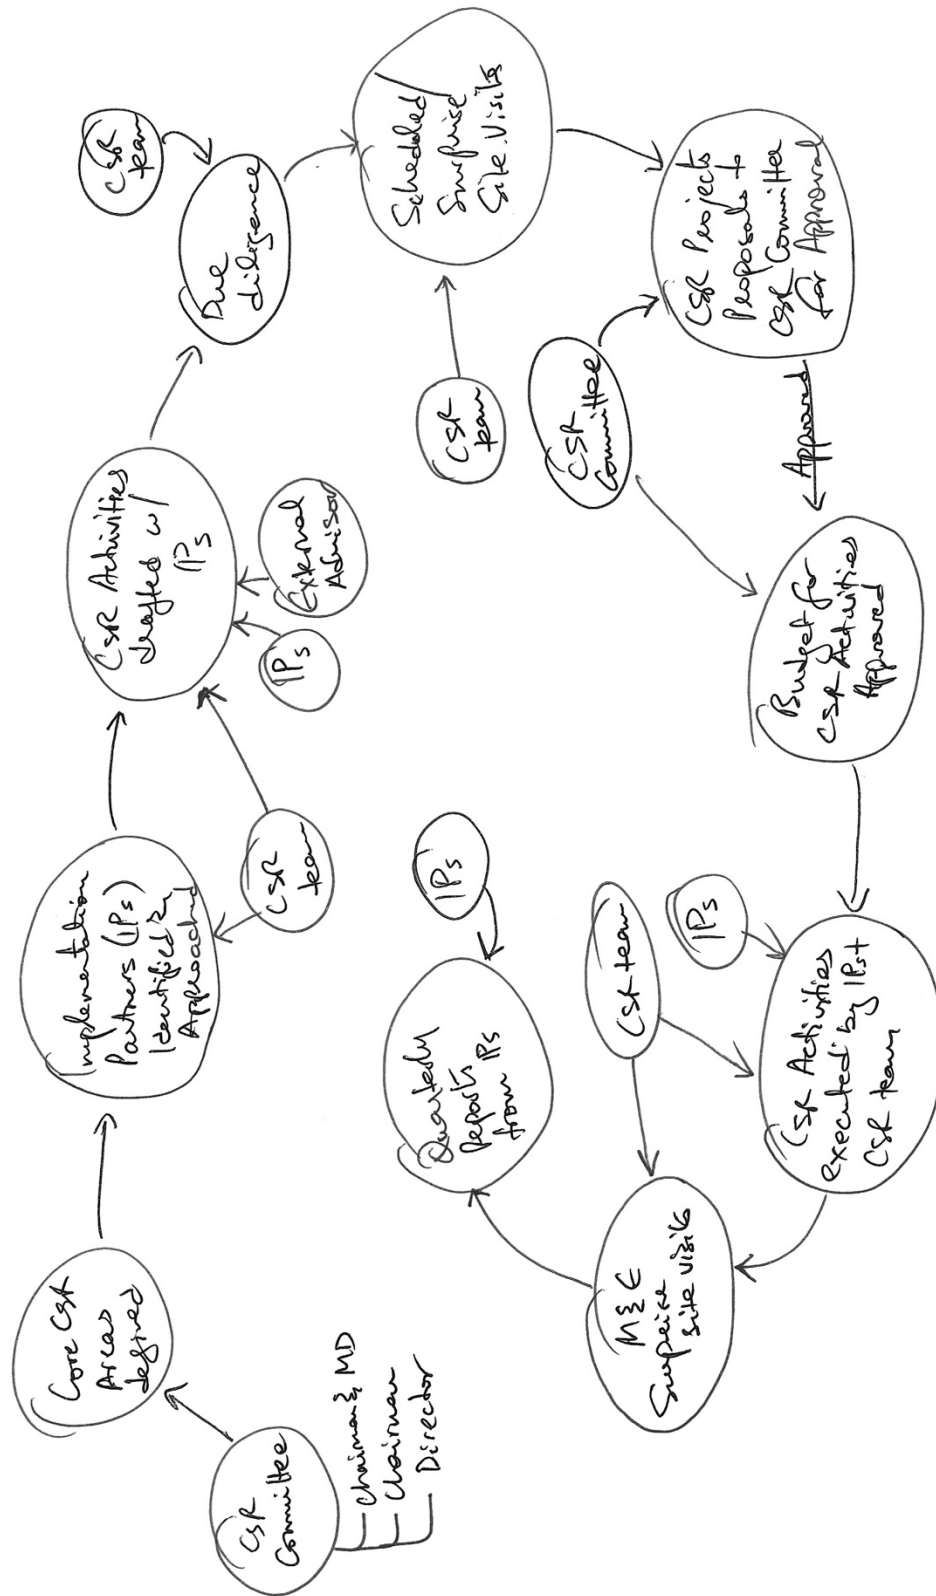 CSR
Committee
Chairman & MD
Chairman
Director
Core CSR
Areas
defined
Implementation
Partners (IPs)
Identified &
Approached
CSR
team
CSR Activities
drafted w/
IPs
IPs
External
Advisor
Due
diligence
CSR
team
Scheduled /
Surprise
Site Visits
CSR
team
CSR Projects
Proposals to
CSR Committee
for Approval
CSR
Committee
Approved
Budget for
CSR Activities
Approved
CSR Activities
executed by IPs +
CSR team
IPs
CSR team
M & E
Surprise
site visits
Quarterly
Reports
from IPs
IPs